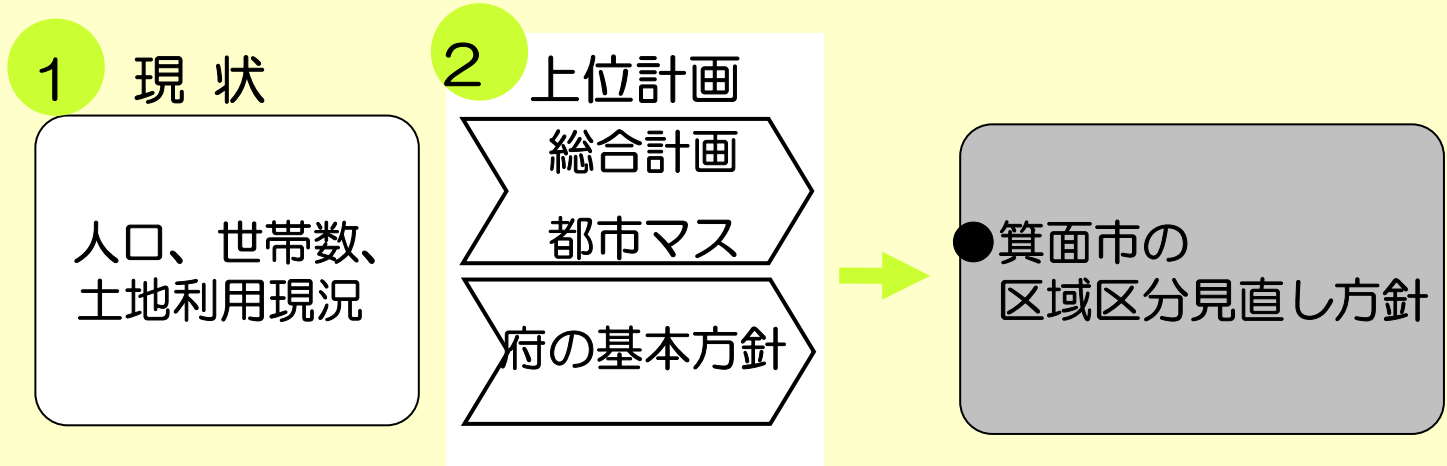 1 現 状
人口、世帯数、
土地利用現況
2 上位計画
総合計画
都市マス
府の基本方針
●箕面市の
区域区分見直し方針